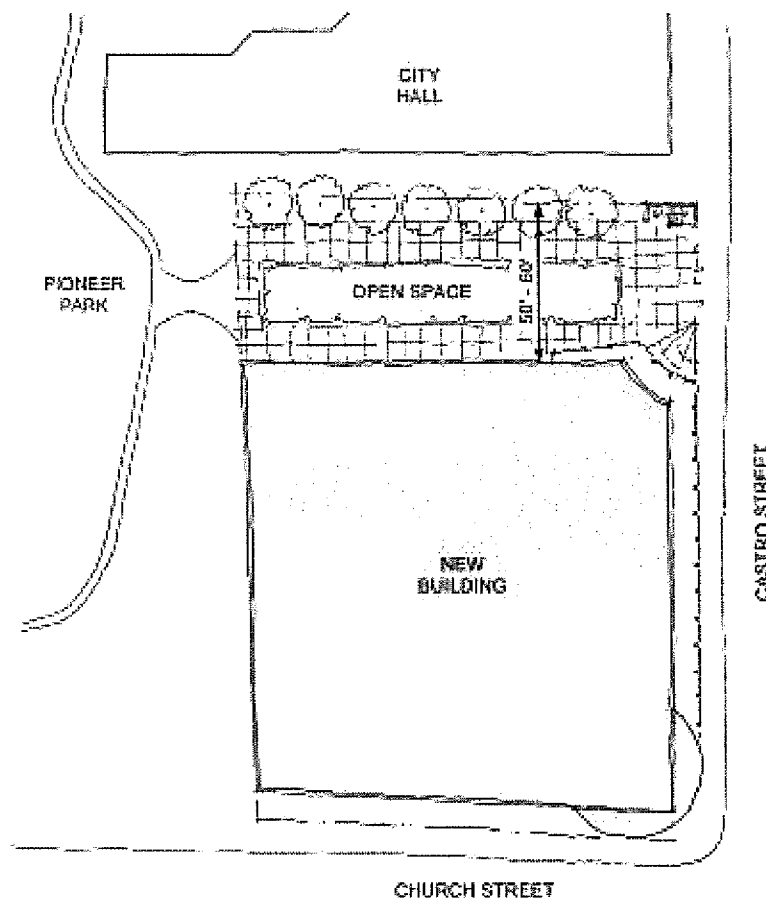 CITY
HALL
PIONEER
PARK
OPEN SPACE
50' - 60'
CASTRO STREET
NEW
BUILDING
CHURCH STREET